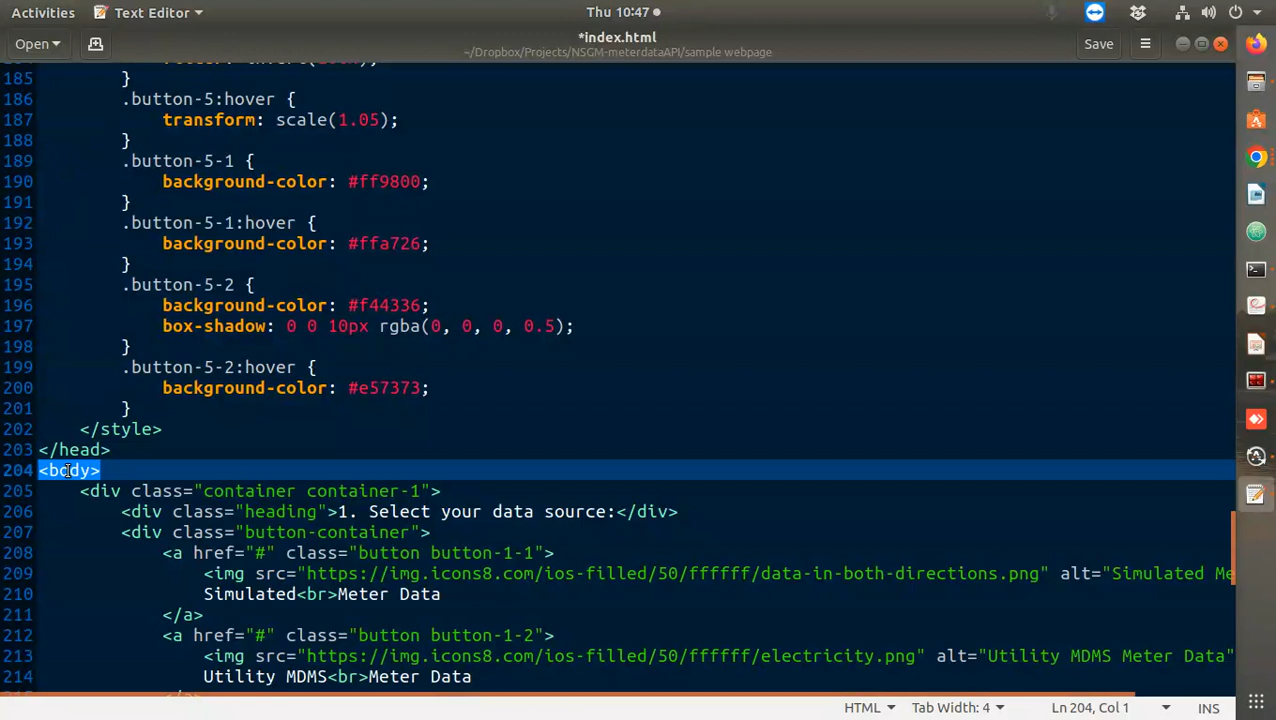 Activities Text Editor Thu 10:47
Open *index.html Save
~/Dropbox/Projects/NSGM-meterdataAPI/sample webpage
185 }
186 .button-5:hover {
187 transform: scale(1.05);
188 }
189 .button-5-1 {
190 background-color: #ff9800;
191 }
192 .button-5-1:hover {
193 background-color: #ffa726;
194 }
195 .button-5-2 {
196 background-color: #f44336;
197 box-shadow: 0 0 10px rgba(0, 0, 0, 0.5);
198 }
199 .button-5-2:hover {
200 background-color: #e57373;
201 }
202 </style>
203 </head>
204 <body>
205 <div class="container container-1">
206 <div class="heading">1. Select your data source:</div>
207 <div class="button-container">
208 <a href="#" class="button button-1-1">
209 <img src="https://img.icons8.com/ios-filled/50/ffffff/data-in-both-directions.png" alt="Simulated Me
210 Simulated<br>Meter Data
211 </a>
212 <a href="#" class="button button-1-2">
213 <img src="https://img.icons8.com/ios-filled/50/ffffff/electricity.png" alt="Utility MDMS Meter Data"
214 Utility MDMS<br>Meter Data
HTML Tab Width: 4 Ln 204, Col 1 INS